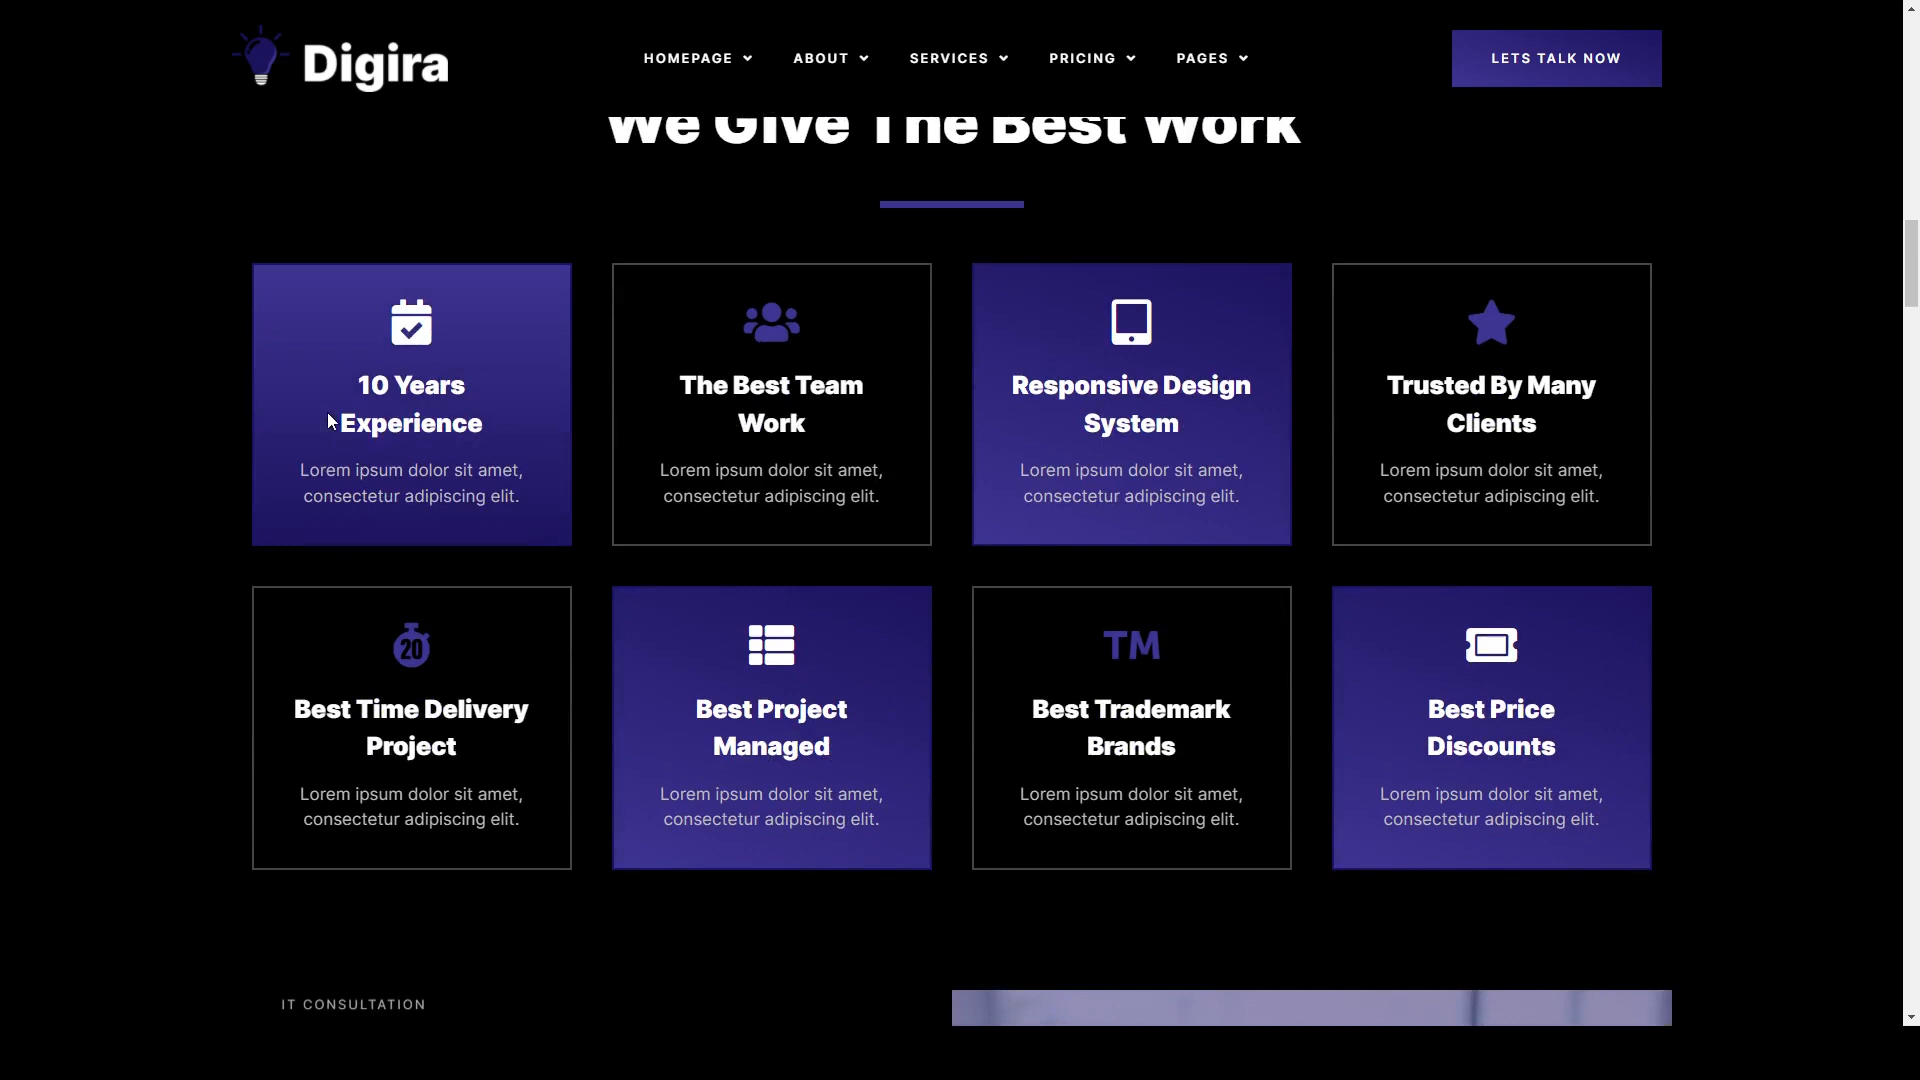 Digira
HOMEPAGE
ABOUT
SERVICES
PRICING
PAGES
LETS TALK NOW
We Give The Best Work
10 Years
Experience
Lorem ipsum dolor sit amet,
consectetur adipiscing elit.
The Best Team
Work
Lorem ipsum dolor sit amet,
consectetur adipiscing elit.
Responsive Design
System
Lorem ipsum dolor sit amet,
consectetur adipiscing elit.
Trusted By Many
Clients
Lorem ipsum dolor sit amet,
consectetur adipiscing elit.
20
Best Time Delivery
Project
Lorem ipsum dolor sit amet,
consectetur adipiscing elit.
Best Project
Managed
Lorem ipsum dolor sit amet,
consectetur adipiscing elit.
TM
Best Trademark
Brands
Lorem ipsum dolor sit amet,
consectetur adipiscing elit.
Best Price
Discounts
Lorem ipsum dolor sit amet,
consectetur adipiscing elit.
IT CONSULTATION